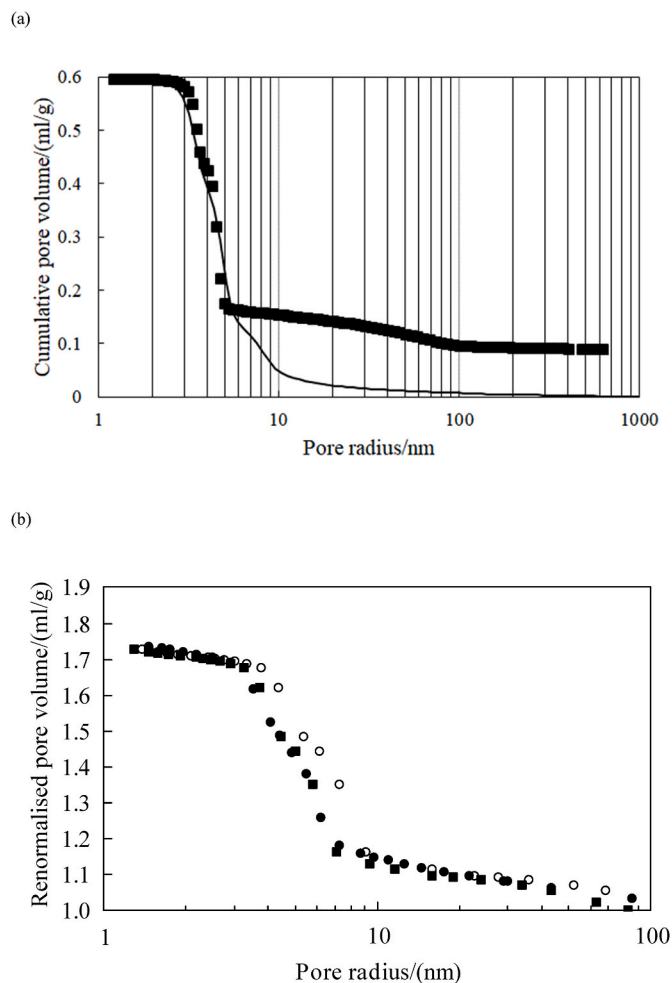 (a)
0.6
0.5
0.4
0.3
0.2
0.1
0
Cumulative pore volume/(ml/g)
1 10 100 1000
Pore radius/nm
(b)
1.9
1.8
1.7
1.6
1.5
1.4
1.3
1.2
1.1
1.0
Renormalised pore volume/(ml/g)
1 10 100
Pore radius/(nm)